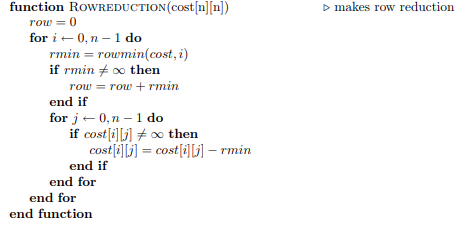 function ROWREDUCTION(cost[n][n]) ▷ makes row reduction
row = 0
for i ← 0, n − 1 do
rmin = rowmin(cost, i)
if rmin ≠ ∞ then
row = row + rmin
end if
for j ← 0, n − 1 do
if cost[i][j] ≠ ∞ then
cost[i][j] = cost[i][j] − rmin
end if
end for
end for
end function